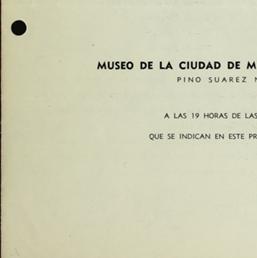 MUSEO DE LA CIUDAD DE M
PINO SUAREZ
A LAS 19 HORAS DE LAS
QUE SE INDICAN EN ESTE PR